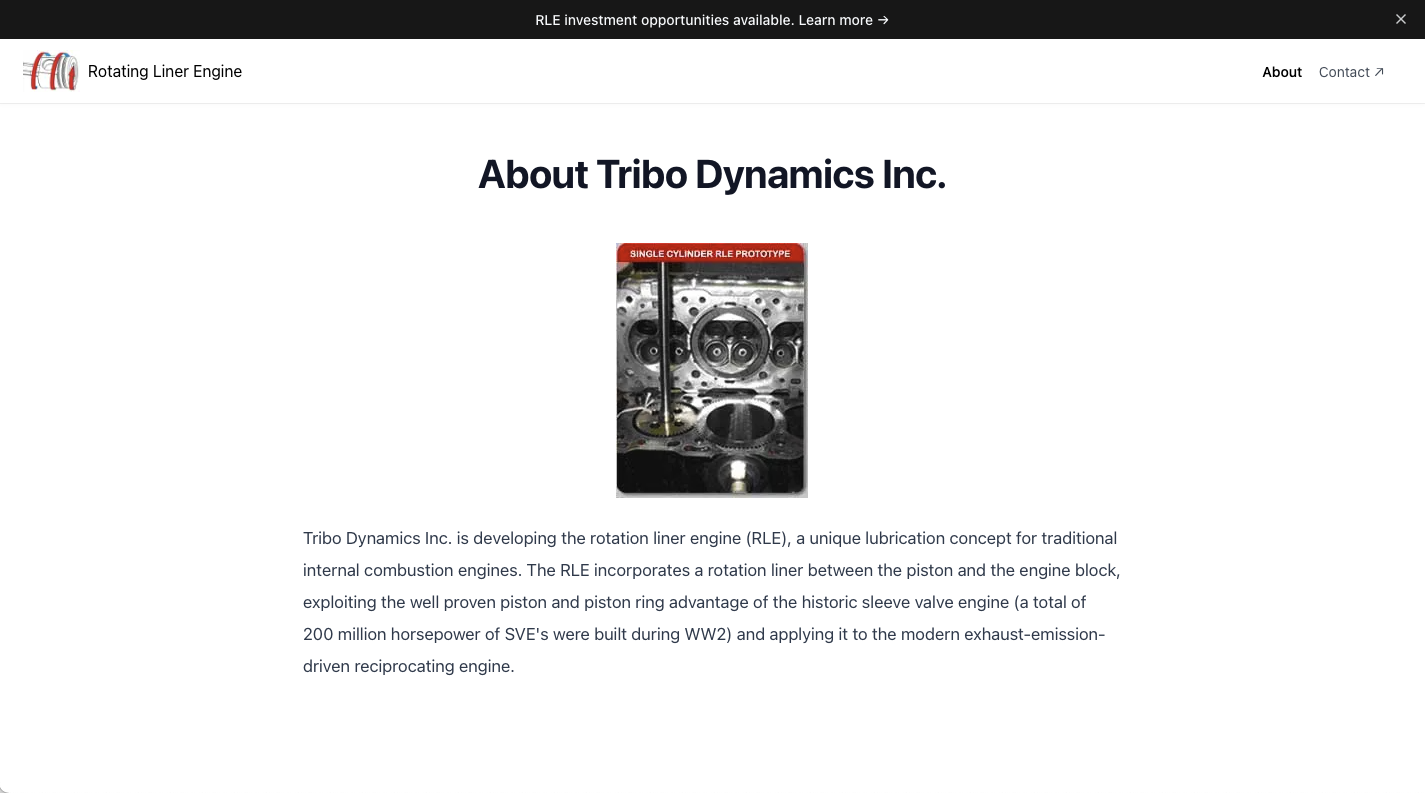 RLE investment opportunities available. Learn more →
Rotating Liner Engine
About
Contact ↗
About Tribo Dynamics Inc.
SINGLE CYLINDER RLE PROTOTYPE
Tribo Dynamics Inc. is developing the rotation liner engine (RLE), a unique lubrication concept for traditional
internal combustion engines. The RLE incorporates a rotation liner between the piston and the engine block,
exploiting the well proven piston and piston ring advantage of the historic sleeve valve engine (a total of
200 million horsepower of SVE's were built during WW2) and applying it to the modern exhaust-emission-
driven reciprocating engine.